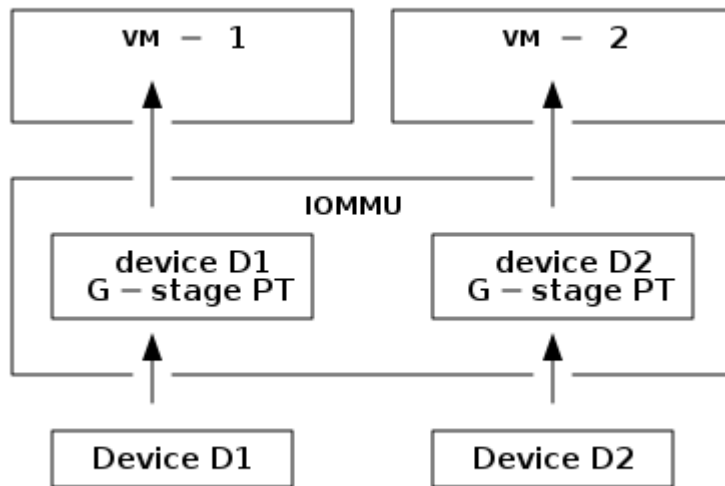 VM − 1
VM − 2
IOMMU
device D1
G − stage PT
device D2
G − stage PT
Device D1
Device D2